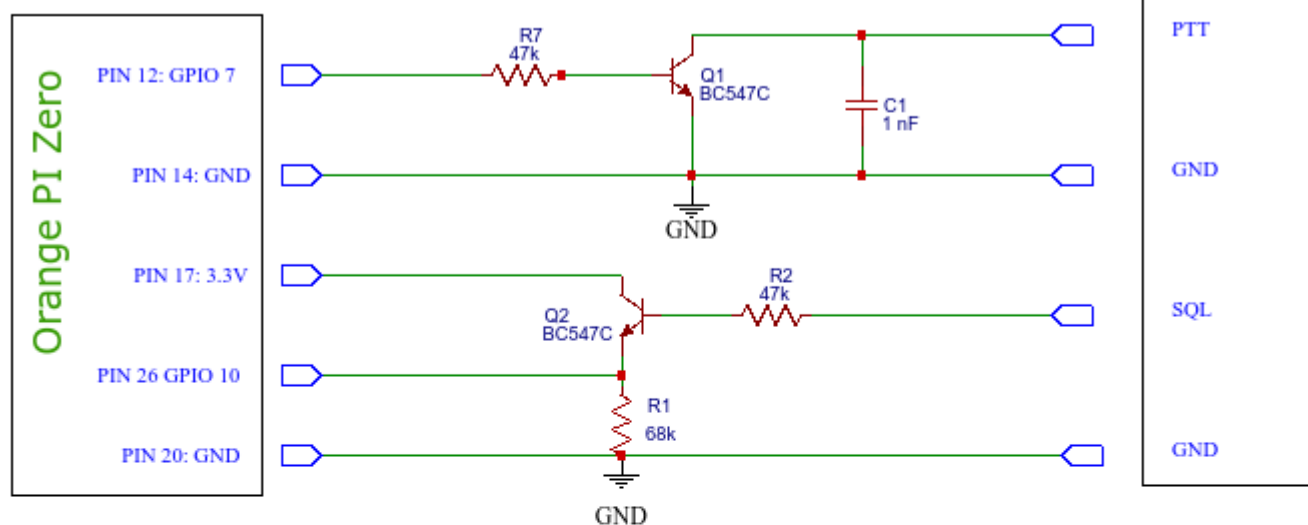 Orange PI Zero
PIN 12: GPIO 7
R7
47k
Q1
BC547C
C1
1 nF
PTT
PIN 14: GND
GND
GND
PIN 17: 3.3V
Q2
BC547C
R2
47k
SQL
PIN 26 GPIO 10
R1
68k
PIN 20: GND
GND
GND